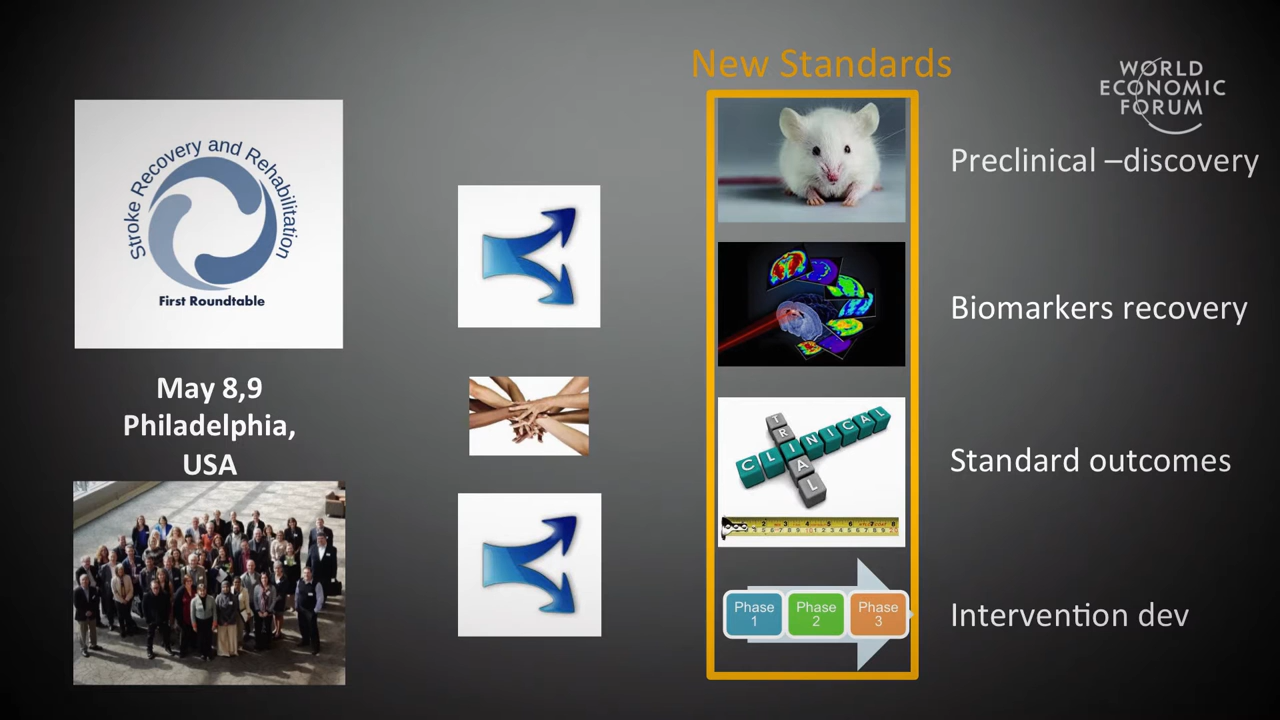 New Standards
WORLD
ECONOMIC
FORUM
Stroke Recovery and Rehabilitation
First Roundtable
Preclinical –discovery
May 8,9
Philadelphia,
USA
Biomarkers recovery
CLINICAL
TRIAL
Standard outcomes
Phase
1
Phase
2
Phase
3
Intervention dev